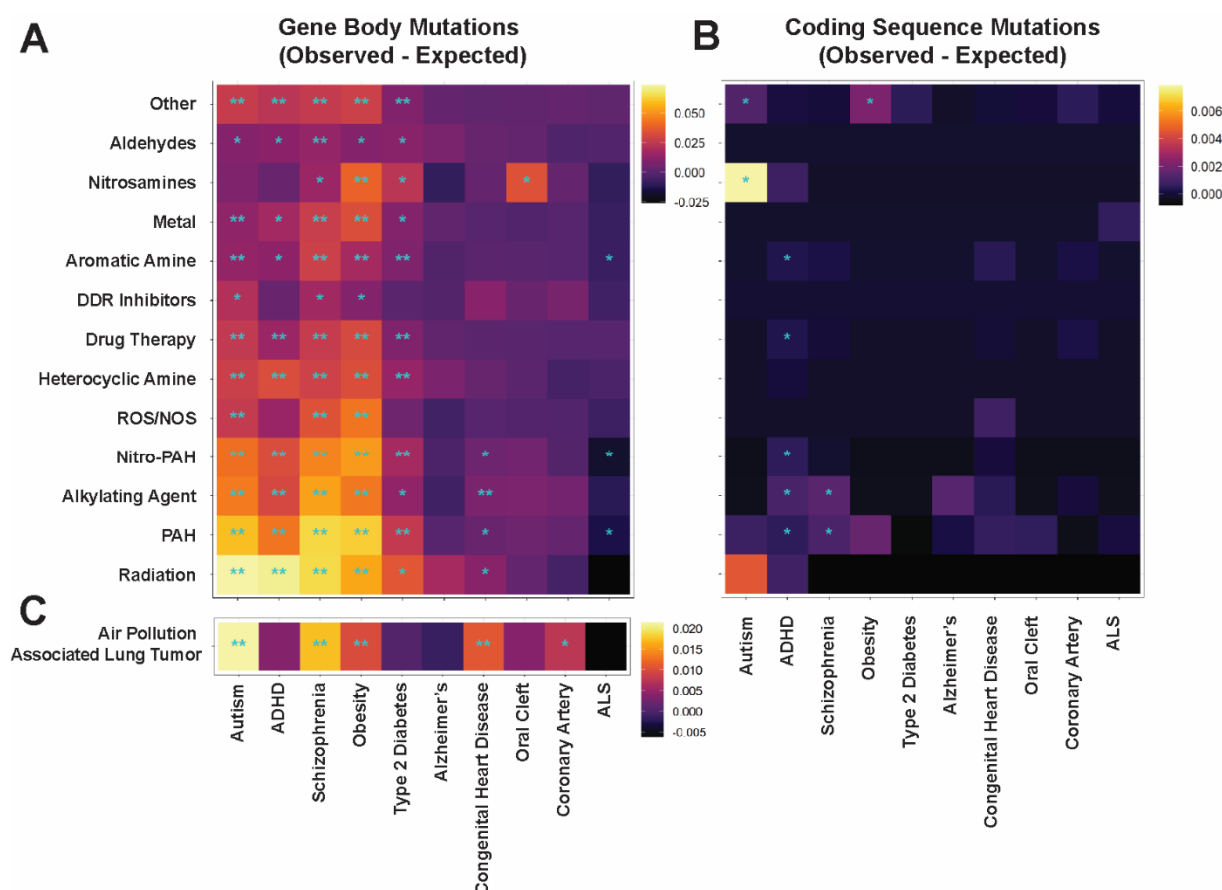 A
Gene Body Mutations
(Observed - Expected)
B
Coding Sequence Mutations
(Observed - Expected)
Other ** ** ** ** **
Aldehydes * * ** * *
Nitrosamines * ** * *
Metal ** * ** ** *
Aromatic Amine ** * ** ** ** *
DDR Inhibitors * * *
Drug Therapy ** ** ** ** **
Heterocyclic Amine ** ** ** ** **
ROS/NOS ** ** **
Nitro-PAH ** ** ** ** ** * *
Alkylating Agent ** ** ** ** * **
PAH ** ** ** ** ** * *
Radiation ** ** ** ** * *
0.050
0.025
0.000
-0.025
* *
*
*
*
*
* *
* *
0.006
0.004
0.002
0.000
C
Air Pollution
Associated Lung Tumor
** ** ** ** *
0.020
0.015
0.010
0.005
0.000
-0.005
Autism
ADHD
Schizophrenia
Obesity
Type 2 Diabetes
Alzheimer's
Congenital Heart Disease
Oral Cleft
Coronary Artery
ALS
Autism
ADHD
Schizophrenia
Obesity
Type 2 Diabetes
Alzheimer's
Congenital Heart Disease
Oral Cleft
Coronary Artery
ALS